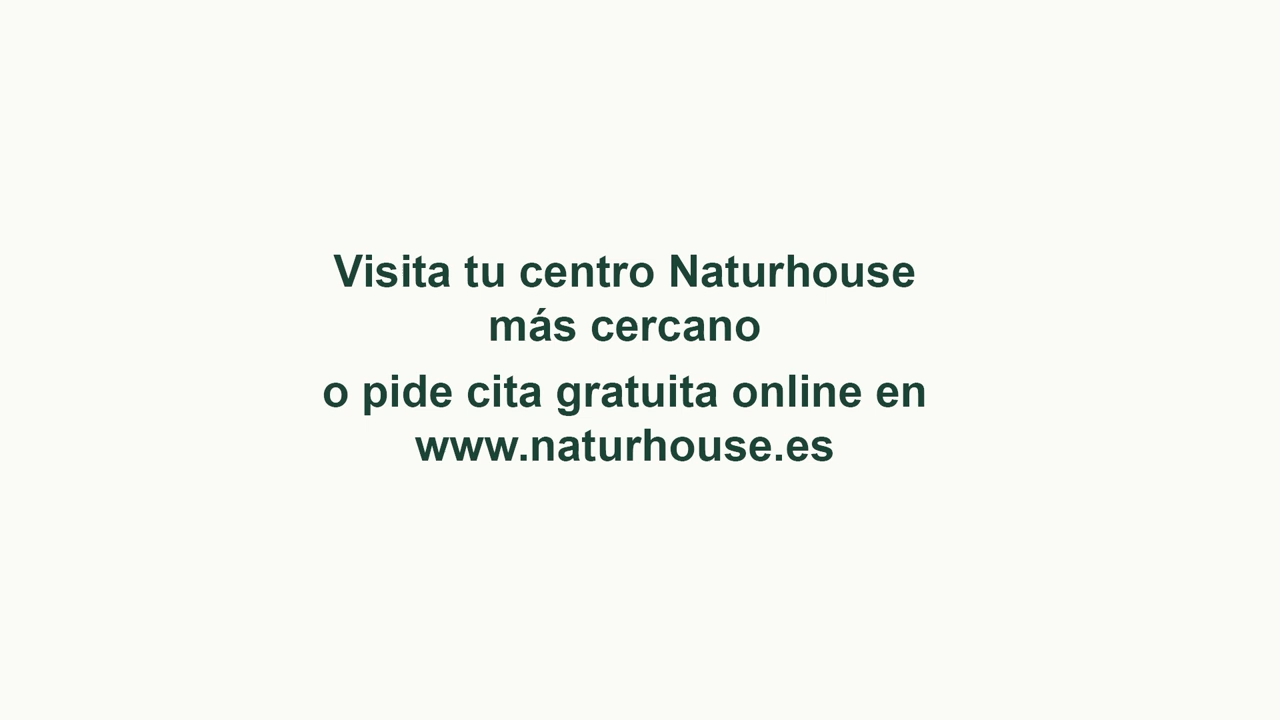 Visita tu centro Naturhouse
más cercano
o pide cita gratuita online en
www.naturhouse.es